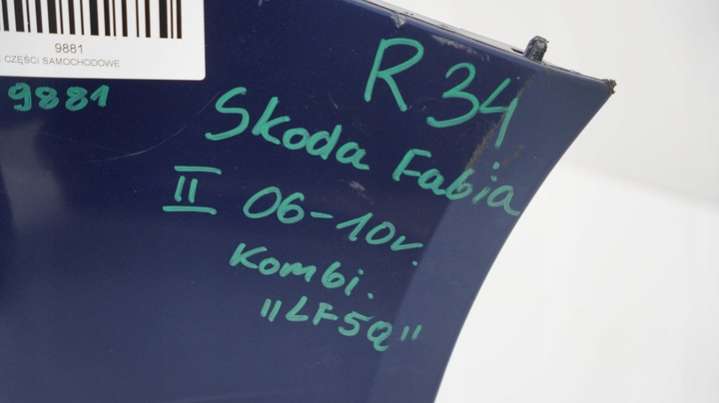 9881
CZĘŚCI SAMOCHODOWE
9881
R 34
Skoda Fabia
II 06-10r.
Kombi.
"LF5Q"